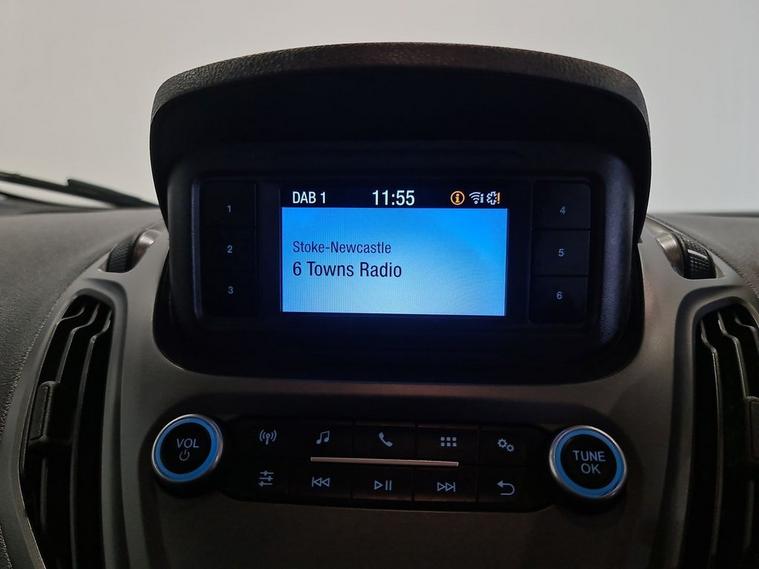 DAB 1 11:55
Stoke-Newcastle
6 Towns Radio
1
2
3
4
5
6
VOL
TUNE
OK